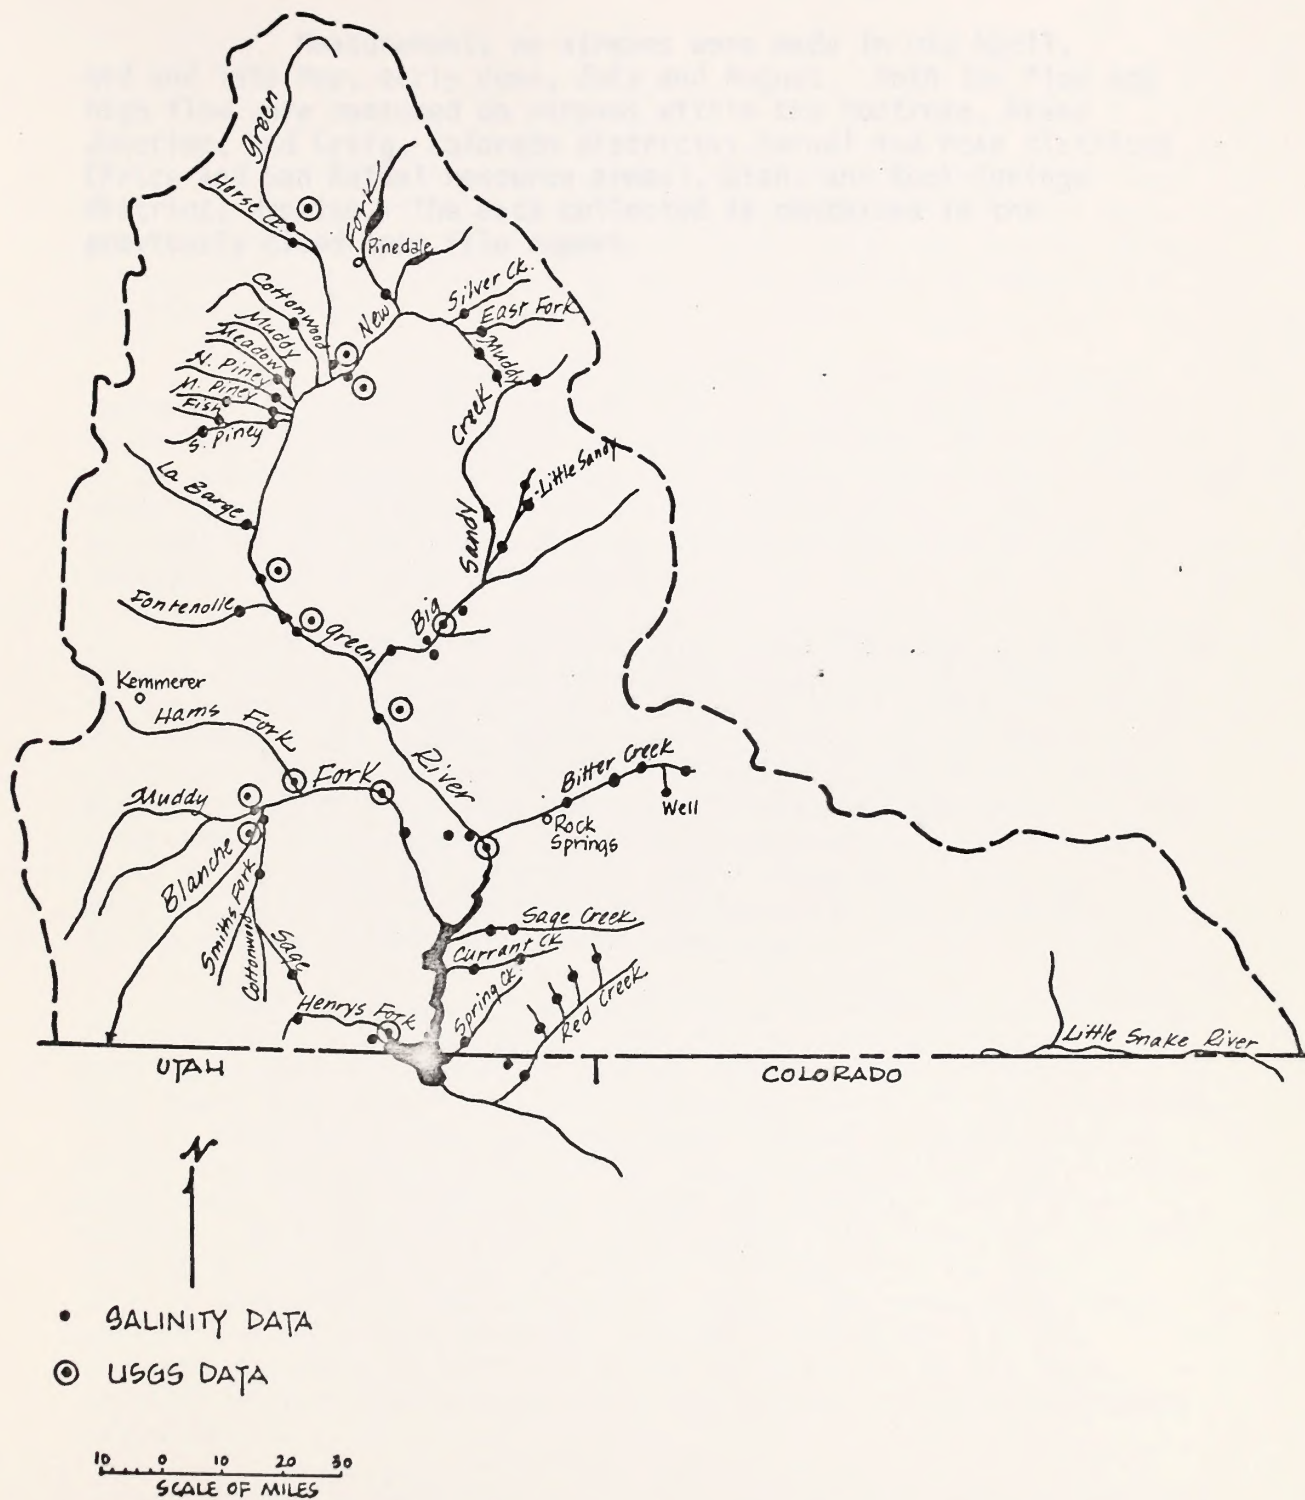 Green
Horse Ck.
Fork
Pinedale
New
Silver Ck.
East Fork
Muddy
Cottonwood
Muddy
Meadow
N. Piney
M. Piney
Fish
S. Piney
Creek
Little Sandy
La Barge
Sandy
Fontenolle
Big
Green
Kemmerer
Hams Fork
River
Bitter Creek
Well
Rock
Springs
Fork
Muddy
Blanche
Smiths Fork
Cottonwood
Sage
Sage Creek
Currant Ck
Spring Ck.
Red Creek
Henrys Fork
Little Snake River
UTAH
COLORADO
N
SALINITY DATA
USGS DATA
10 0 10 20 30
SCALE OF MILES